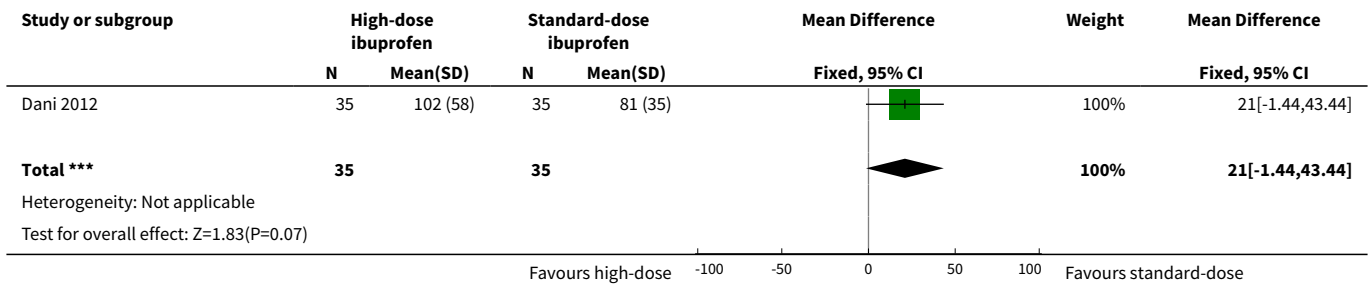 Study or subgroup High-dose ibuprofen Standard-dose ibuprofen Mean Difference Weight Mean Difference
N Mean(SD) N Mean(SD) Fixed, 95% CI Fixed, 95% CI
Dani 2012 35 102 (58) 35 81 (35) 100% 21[-1.44,43.44]
Total *** 35 35 100% 21[-1.44,43.44]
Heterogeneity: Not applicable
Test for overall effect: Z=1.83(P=0.07)
Favours high-dose -100 -50 0 50 100 Favours standard-dose